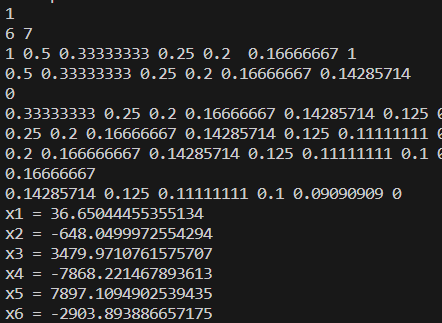 1
6 7
1 0.5 0.33333333 0.25 0.2  0.16666667 1
0.5 0.33333333 0.25 0.2 0.16666667 0.14285714
0
0.33333333 0.25 0.2 0.16666667 0.14285714 0.125 0
0.25 0.2 0.16666667 0.14285714 0.125 0.11111111 0
0.2 0.166666667 0.14285714 0.125 0.11111111 0.1 0
0.16666667
0.14285714 0.125 0.11111111 0.1 0.09090909 0
x1 = 36.65044455355134
x2 = -648.0499972554294
x3 = 3479.9710761575707
x4 = -7868.221467893613
x5 = 7897.1094902539435
x6 = -2903.893886657175